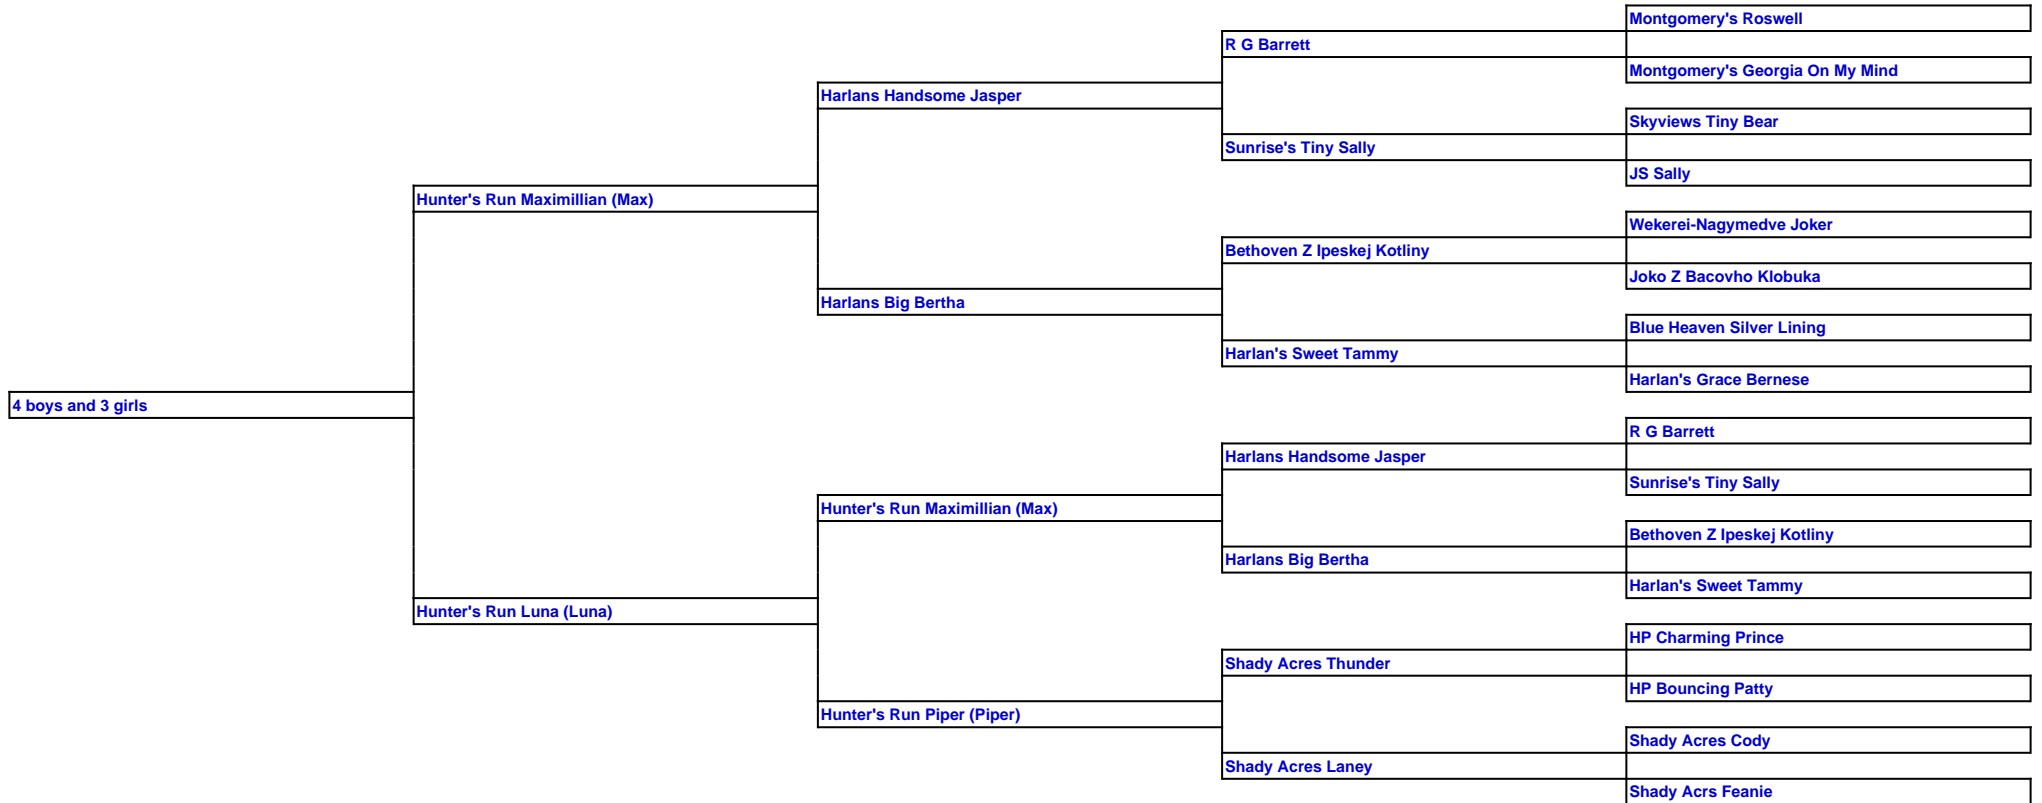 Montgomery's Roswell
R G Barrett
Montgomery's Georgia On My Mind
Harlans Handsome Jasper
Skyviews Tiny Bear
Sunrise's Tiny Sally
JS Sally
Hunter's Run Maximillian (Max)
Wekerei-Nagymedve Joker
Bethoven Z Ipeskej Kotliny
Joko Z Bacovho Klobuka
Harlans Big Bertha
Blue Heaven Silver Lining
Harlan's Sweet Tammy
Harlan's Grace Bernese
4 boys and 3 girls
R G Barrett
Harlans Handsome Jasper
Sunrise's Tiny Sally
Hunter's Run Maximillian (Max)
Bethoven Z Ipeskej Kotliny
Harlans Big Bertha
Harlan's Sweet Tammy
Hunter's Run Luna (Luna)
HP Charming Prince
Shady Acres Thunder
HP Bouncing Patty
Hunter's Run Piper (Piper)
Shady Acres Cody
Shady Acres Laney
Shady Acrs Feanie